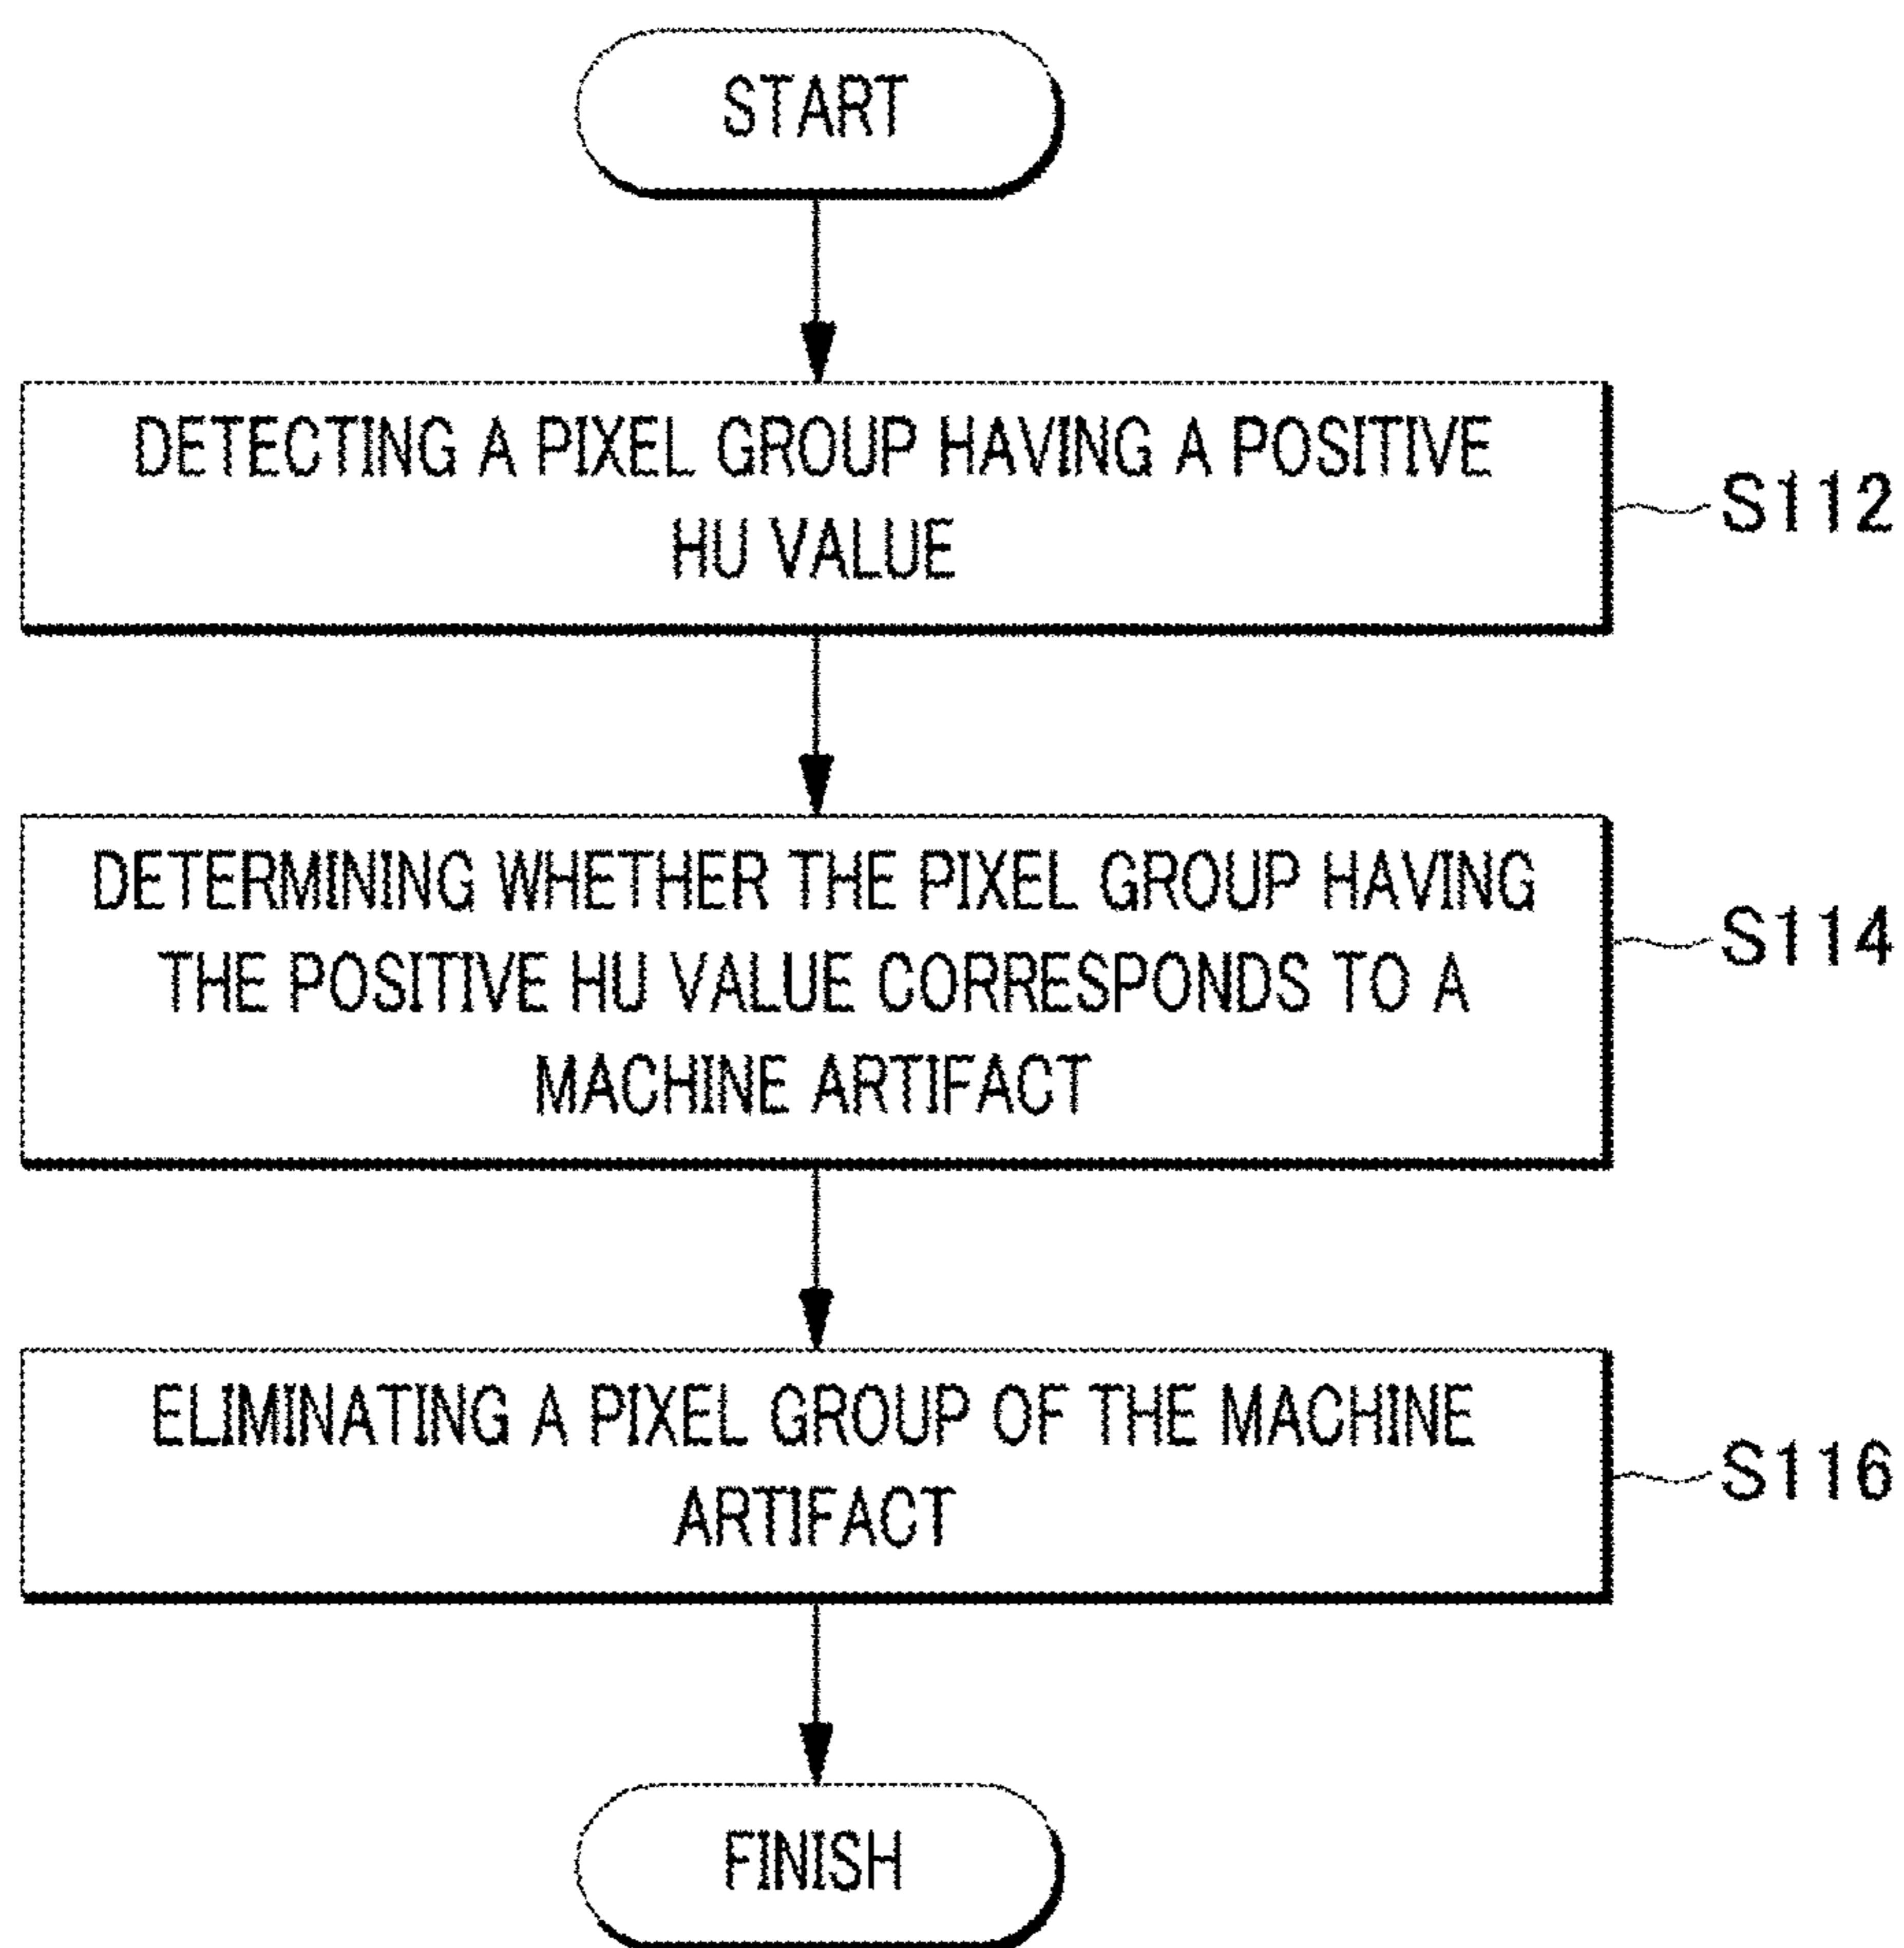 START
DETECTING A PIXEL GROUP HAVING A POSITIVE
HU VALUE
S112
DETERMINING WHETHER THE PIXEL GROUP HAVING
THE POSITIVE HU VALUE CORRESPONDS TO A
MACHINE ARTIFACT
S114
ELIMINATING A PIXEL GROUP OF THE MACHINE
ARTIFACT
S116
FINISH